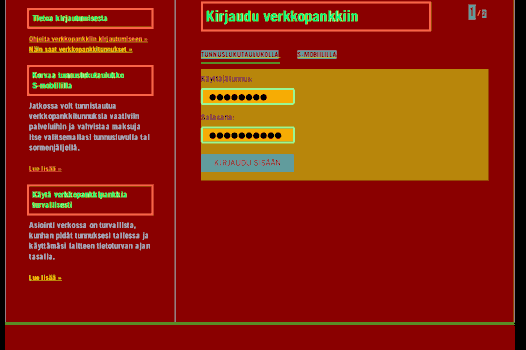 Tietoa kirjautumisesta
Ohjeita verkkopankkiin kirjautumiseen »
Näin saat verkkopankkitunnukset »
Korvaa tunnuslukutaulukko
S-mobiililla
Jatkossa voit tunnistautua
verkkopankkitunnuksia vaativiin
palveluihin ja vahvistaa maksuja
itse valitsemallasi tunnusluvulla tai
sormenjäljellä.
Lue lisää »
Käytä verkkopankkipankkia
turvallisesti
Asiointi verkossa on turvallista,
kunhan pidät tunnuksesi tallessa ja
käyttämäsi laitteen tietoturvan ajan
tasalla.
Lue lisää »
Kirjaudu verkkopankkiin
1/2
TUNNUSLUKUTAULUKOLLA S-MOBIILILLA
Käyttäjätunnus:
Salasana:
KIRJAUDU SISÄÄN